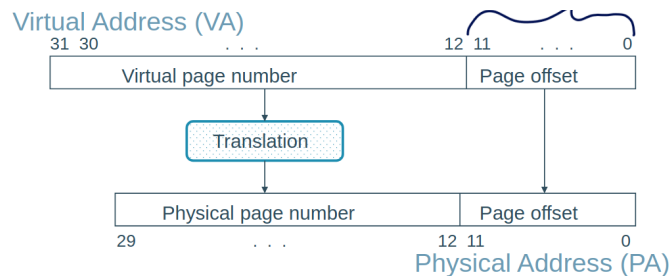 Virtual Address (VA)
31 30 . . . 12 11 . . . 0
Virtual page number Page offset
Translation
Physical page number Page offset
29 . . . 12 11 0
Physical Address (PA)